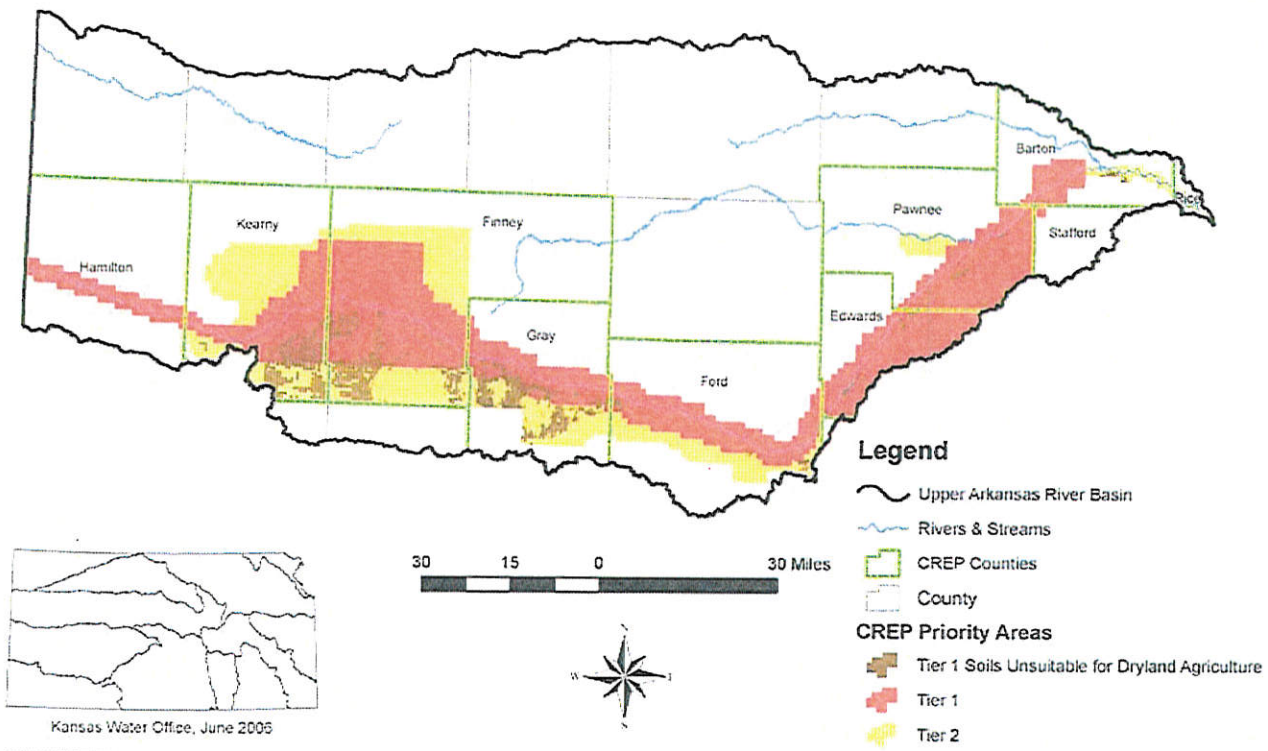 Barton
Rice
Pawnee
Stafford
Kearny
Finney
Hamilton
Edwards
Gray
Ford
Legend
Upper Arkansas River Basin
Rivers & Streams
CREP Counties
County
CREP Priority Areas
Tier 1 Soils Unsuitable for Dryland Agriculture
Tier 1
Tier 2
30 15 0 30 Miles
N
W
S
Kansas Water Office, June 2006